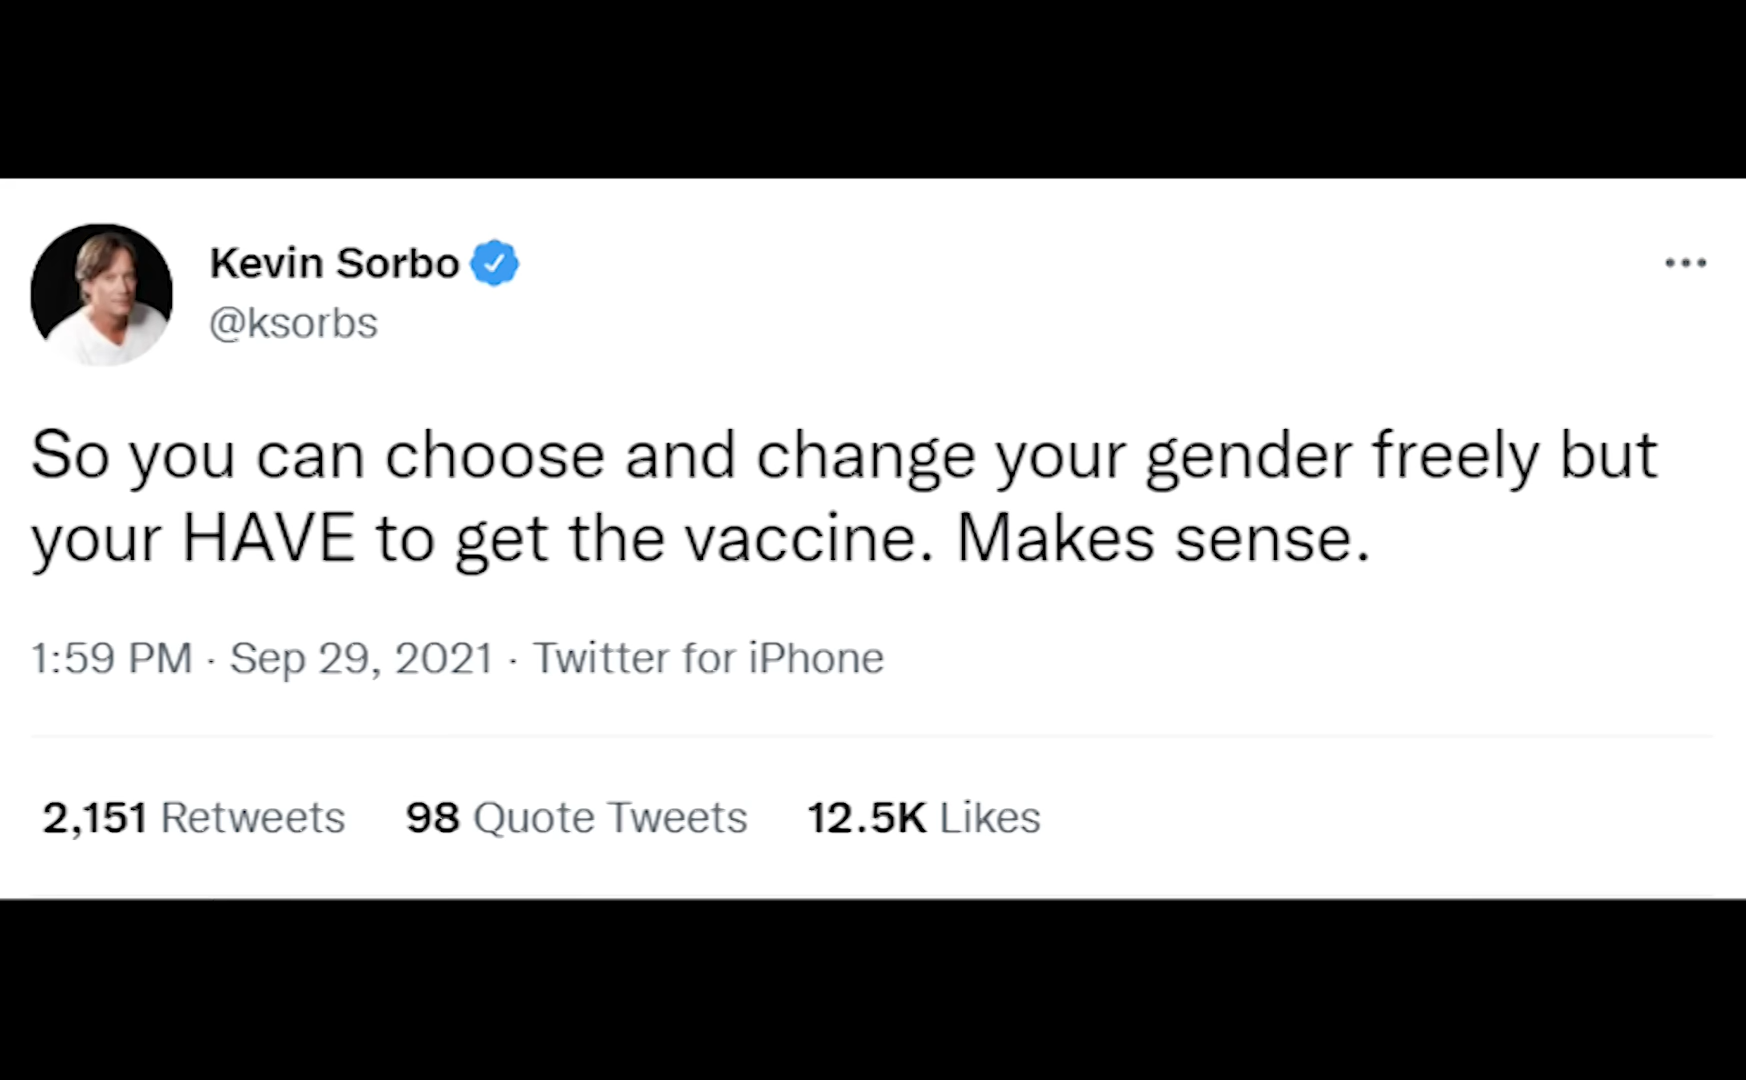 Kevin Sorbo
@ksorbs
So you can choose and change your gender freely but
your HAVE to get the vaccine. Makes sense.
1:59 PM · Sep 29, 2021 · Twitter for iPhone
2,151 Retweets 98 Quote Tweets 12.5K Likes